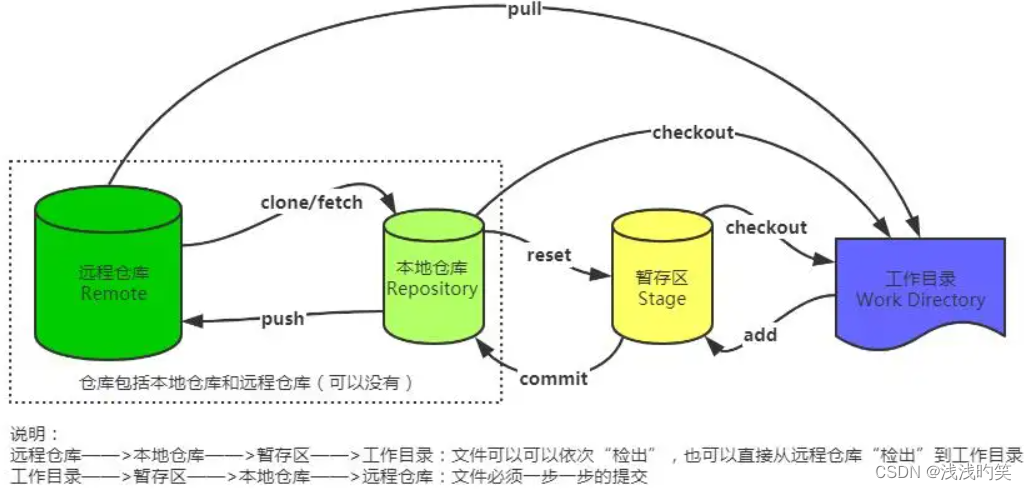 pull
checkout
clone/fetch
checkout
reset
远程仓库
Remote
本地仓库
Repository
暂存区
Stage
工作目录
Work Directory
push
add
commit
仓库包括本地仓库和远程仓库（可以没有）
说明：
远程仓库——>本地仓库——>暂存区——>工作目录：文件可以可以依次“检出”，也可以直接从远程仓库“检出”到工作目录
工作目录——>暂存区——>本地仓库——>远程仓库：文件必须一步一步的提交
CSDN @浅浅旳笑